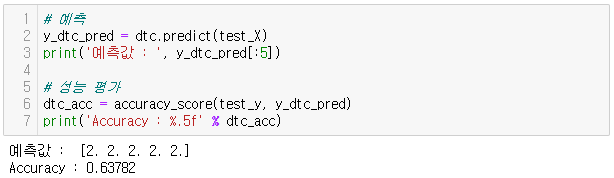 1 # 예측
2 y_dtc_pred = dtc.predict(test_X)
3 print('예측값 : ', y_dtc_pred[:5])
4
5 # 성능 평가
6 dtc_acc = accuracy_score(test_y, y_dtc_pred)
7 print('Accuracy : %.5f' % dtc_acc)
예측값 :  [2. 2. 2. 2. 2.]
Accuracy : 0.63782